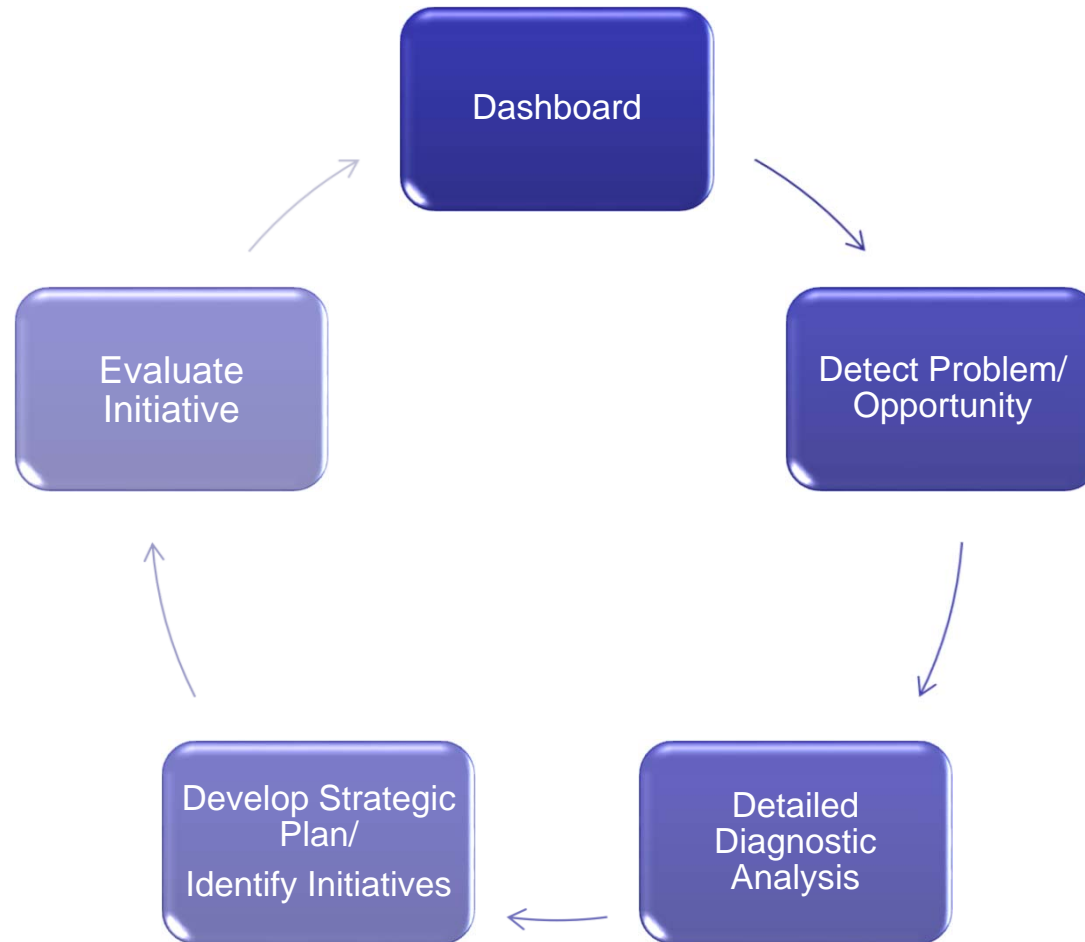 Dashboard
Detect Problem/
Opportunity
Detailed
Diagnostic
Analysis
Develop Strategic
Plan/
Identify Initiatives
Evaluate
Initiative